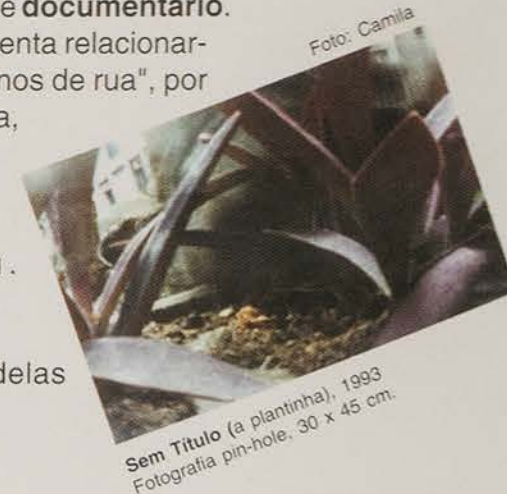 e documentário.
enta relacionar-
nos de rua", por
a,
.
delas
Foto: Camila
Sem Título (a plantinha), 1993
Fotografia pin-hole, 30 x 45 cm.